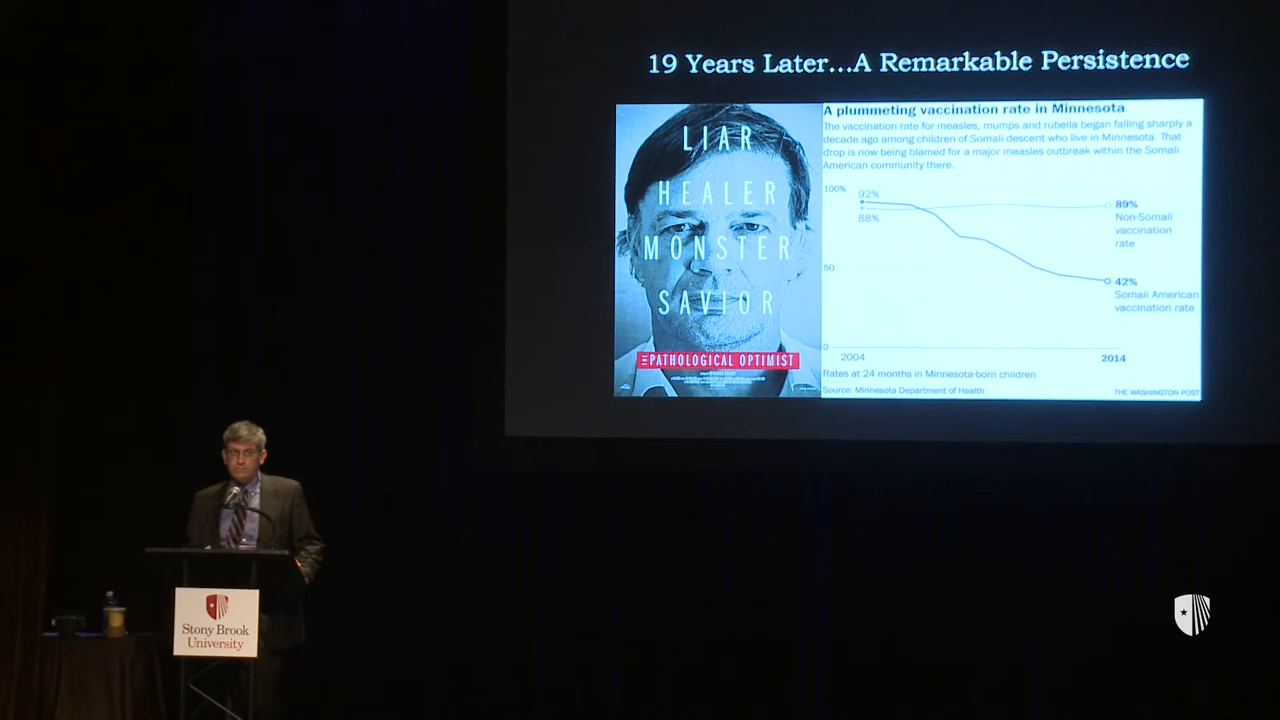 19 Years Later...A Remarkable Persistence
LIAR
HEALER
MONSTER
SAVIOR
THE PATHOLOGICAL OPTIMIST
A plummeting vaccination rate in Minnesota
The vaccination rate for measles, mumps and rubella began falling sharply a
decade ago among children of Somali descent who live in Minnesota. That
drop is now being blamed for a major measles outbreak within the Somali
American community there.
100%
92%
88%
89%
Non-Somali
vaccination
rate
50
42%
Somali American
vaccination rate
0
2004
2014
Rates at 24 months in Minnesota-born children
Source: Minnesota Department of Health
THE WASHINGTON POST
Stony Brook
University